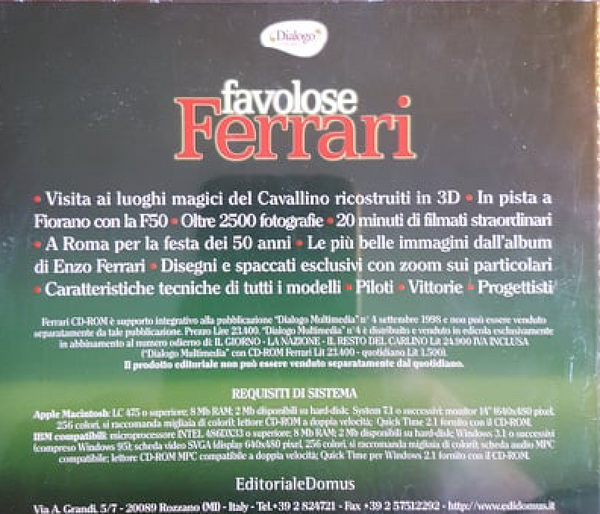 Dialogo
favolose
Ferrari
• Visita ai luoghi magici del Cavallino ricostruiti in 3D • In pista a
Fiorano con la F50 • Oltre 2500 fotografie • 20 minuti di filmati straordinari
• A Roma per la festa dei 50 anni • Le più belle immagini dall'album
di Enzo Ferrari • Disegni e spaccati esclusivi con zoom sui particolari
• Caratteristiche tecniche di tutti i modelli • Piloti • Vittorie • Progettisti
Ferrari CD-ROM è supporto integrativo alla pubblicazione "Dialogo Multimedia" n° 4 settembre 1998 e non può essere venduto
separatamente da tale pubblicazione. Prezzo Lire 23.400. "Dialogo Multimedia" n° 4 è distribuito e venduto in edicola esclusivamente
in abbinamento al numero odierno di: IL GIORNO - LA NAZIONE - IL RESTO DEL CARLINO Lit 24.900 IVA INCLUSA
("Dialogo Multimedia" con CD-ROM Ferrari Lit 23.400 - quotidiano Lit 1.500).
Il prodotto editoriale non può essere venduto separatamente dal quotidiano.
REQUISITI DI SISTEMA
Apple Macintosh: LC 475 o superiore; 8 Mb RAM; 2 Mb disponibili su hard-disk; System 7.1 o successivi; monitor 14" (640x480 pixel,
256 colori, si raccomanda migliaia di colori); lettore CD-ROM a doppia velocità; Quick Time 2.1 fornito con il CD-ROM.
IBM compatibili: microprocessore INTEL 486DX33 o superiore; 8 Mb RAM; 2 Mb disponibili su hard-disk; Windows 3.1 o successivi
(compreso Windows 95); scheda video SVGA (display 640x480 pixel, 256 colori, si raccomanda migliaia di colori); scheda audio MPC
compatibile; lettore CD-ROM MPC compatibile a doppia velocità; Quick Time per Windows 2.1 fornito con il CD-ROM.
EditorialeDomus
Via A. Grandi, 5/7 - 20089 Rozzano (MI) - Italy - Tel.+39 2 824721 - Fax +39 2 57512292 - http://www.edidomus.it